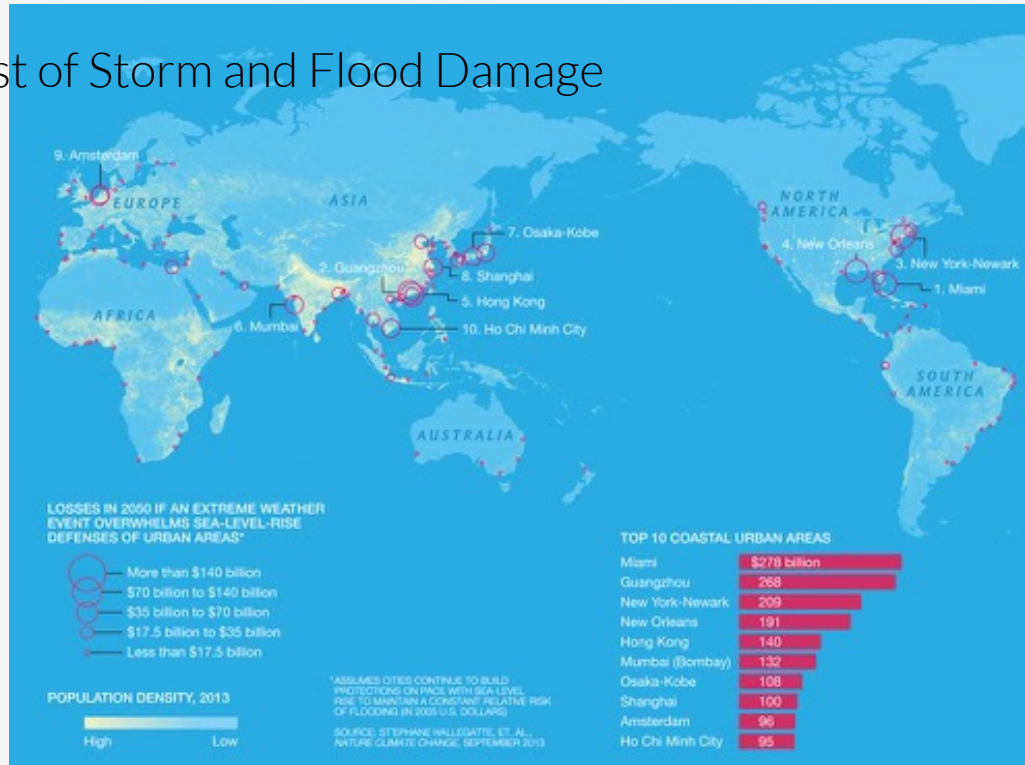 st of Storm and Flood Damage
9. Amsterdam
EUROPE
ASIA
NORTH
AMERICA
7. Osaka-Kobe
4. New Orleans
2. Guangzhou
8. Shanghai
3. New York-Newark
5. Hong Kong
1. Miami
AFRICA
6. Mumbai
10. Ho Chi Minh City
SOUTH
AMERICA
AUSTRALIA
LOSSES IN 2050 IF AN EXTREME WEATHER
EVENT OVERWHELMS SEA-LEVEL-RISE
DEFENSES OF URBAN AREAS*
More than $140 billion
$70 billion to $140 billion
$35 billion to $70 billion
$17.5 billion to $35 billion
Less than $17.5 billion
POPULATION DENSITY, 2013
High Low
*ASSUMES CITIES CONTINUE TO BUILD
PROTECTIONS ON PACE WITH SEA-LEVEL
RISE TO MAINTAIN A CONSTANT RELATIVE RISK
OF FLOODING (IN 2005 U.S. DOLLARS)
SOURCE: STEPHANE HALLEGATTE, ET. AL.,
NATURE CLIMATE CHANGE, SEPTEMBER 2013
TOP 10 COASTAL URBAN AREAS
Miami $278 billion
Guangzhou 268
New York-Newark 209
New Orleans 191
Hong Kong 140
Mumbai (Bombay) 132
Osaka-Kobe 108
Shanghai 100
Amsterdam 96
Ho Chi Minh City 95